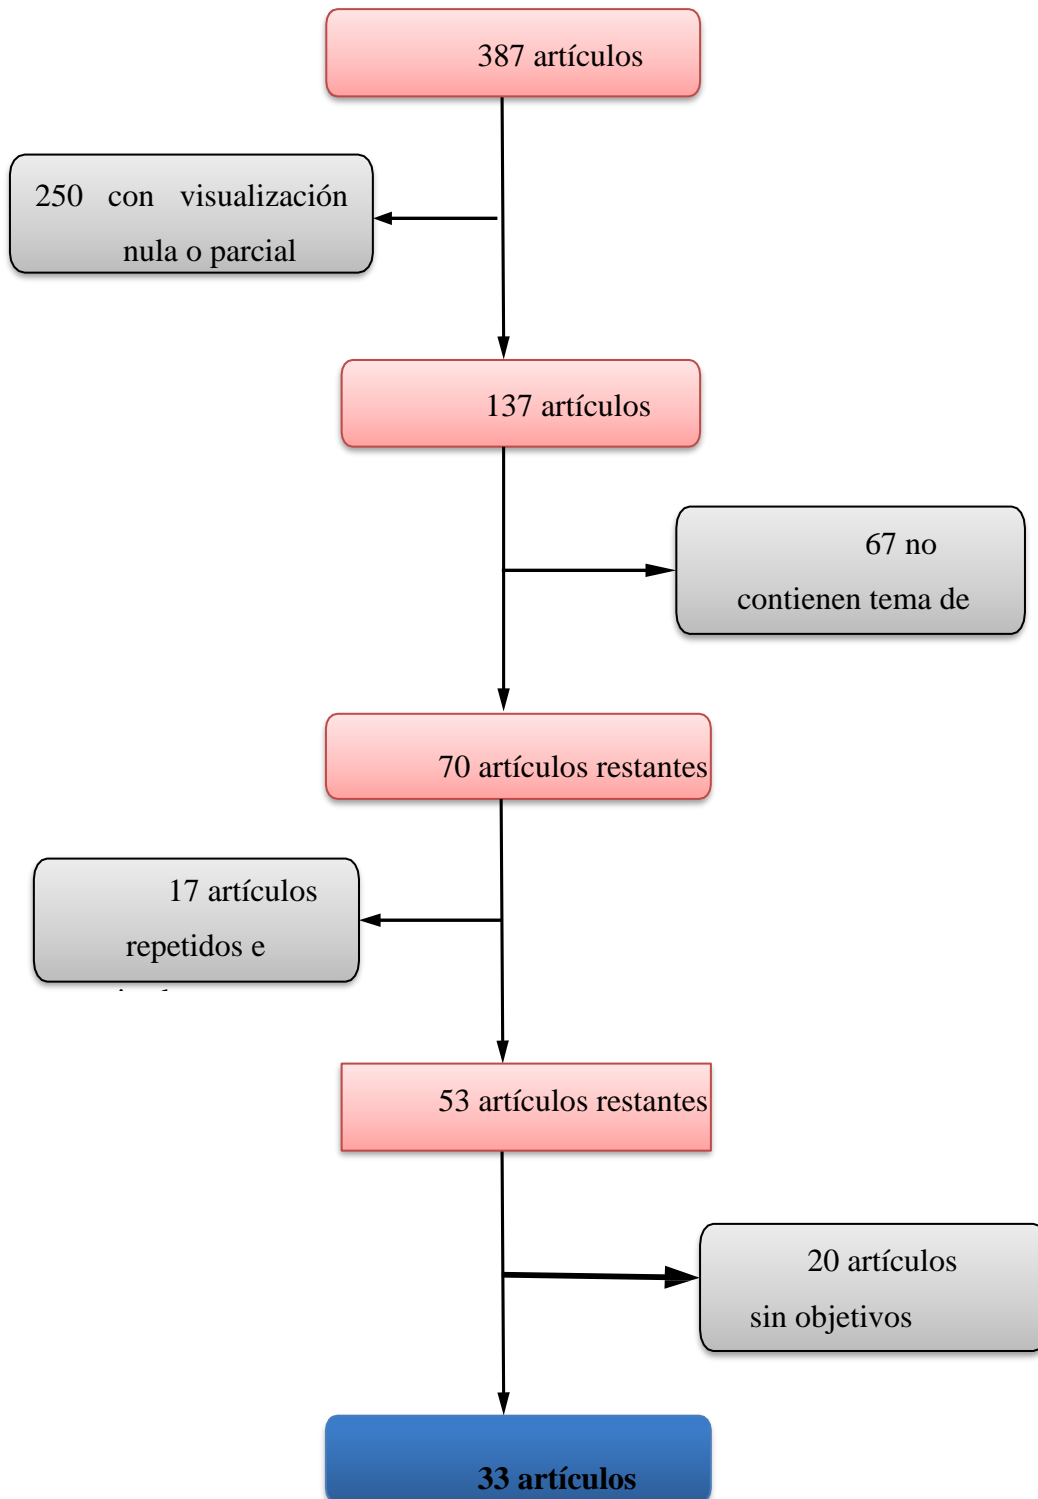 387 artículos
250 con visualización
nula o parcial
137 artículos
67 no
contienen tema de
70 artículos restantes
17 artículos
repetidos e
53 artículos restantes
20 artículos
sin objetivos
33 artículos